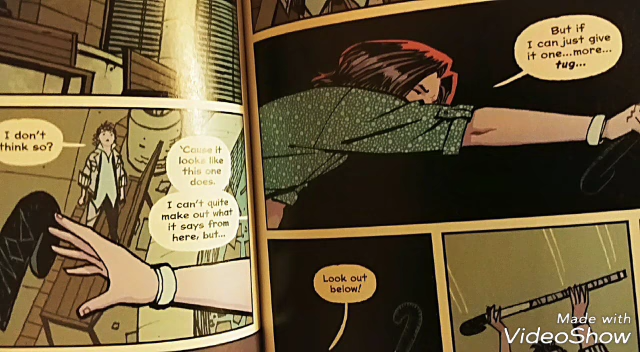 I don't
think so?
'Cause it
looks like
this one
does.
I can't quite
make out what
it says from
here, but...
But if
I can just give
it one...more...
tug...
Look out
below!
Made with
VideoShow